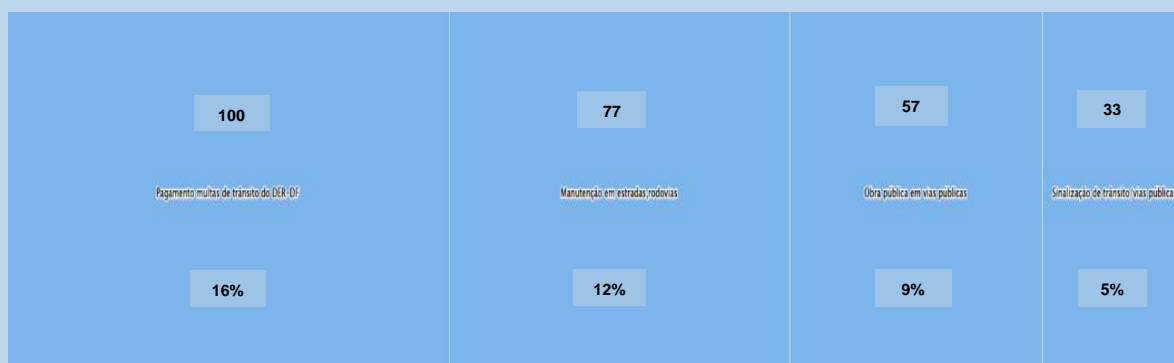 100
77
57
33
Pagamento multas de trânsito do DER-DF
Manutenção em estradas/rodovias
Obra pública em vias públicas
Sinalização de trânsito (vias pública
16%
12%
9%
5%